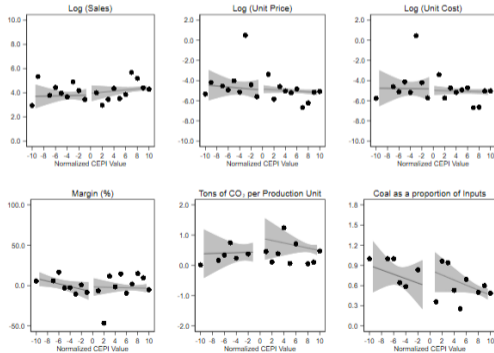 Log (Sales)
10.0
8.0
6.0
4.0
2.0
0.0
-10 -8 -6 -4 -2 0 2 4 6 8 10
Normalized CEPI Value
Log (Unit Price)
2.0
0.0
-2.0
-4.0
-6.0
-8.0
-10 -8 -6 -4 -2 0 2 4 6 8 10
Normalized CEPI Value
Log (Unit Cost)
2.0
0.0
-2.0
-4.0
-6.0
-8.0
-10 -8 -6 -4 -2 0 2 4 6 8 10
Normalized CEPI Value
Margin (%)
100.0
50.0
0.0
-50.0
-10 -8 -6 -4 -2 0 2 4 6 8 10
Normalized CEPI Value
Tons of CO₂ per Production Unit
2.0
1.0
0.0
-1.0
-2.0
-10 -8 -6 -4 -2 0 2 4 6 8 10
Normalized CEPI Value
Coal as a proportion of Inputs
1.8
1.5
1.2
0.9
0.6
0.3
0.0
-10 -8 -6 -4 -2 0 2 4 6 8 10
Normalized CEPI Value